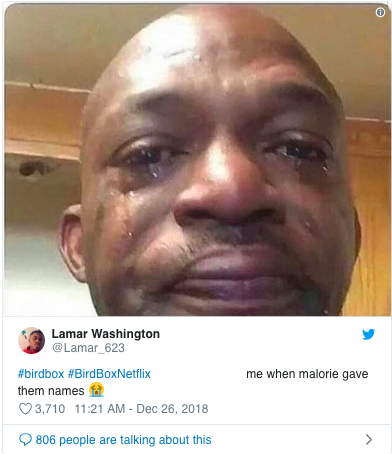 Lamar Washington
@Lamar_623
#birdbox #BirdBoxNetflix me when malorie gave
them names 😭
3,710 11:21 AM - Dec 26, 2018
806 people are talking about this